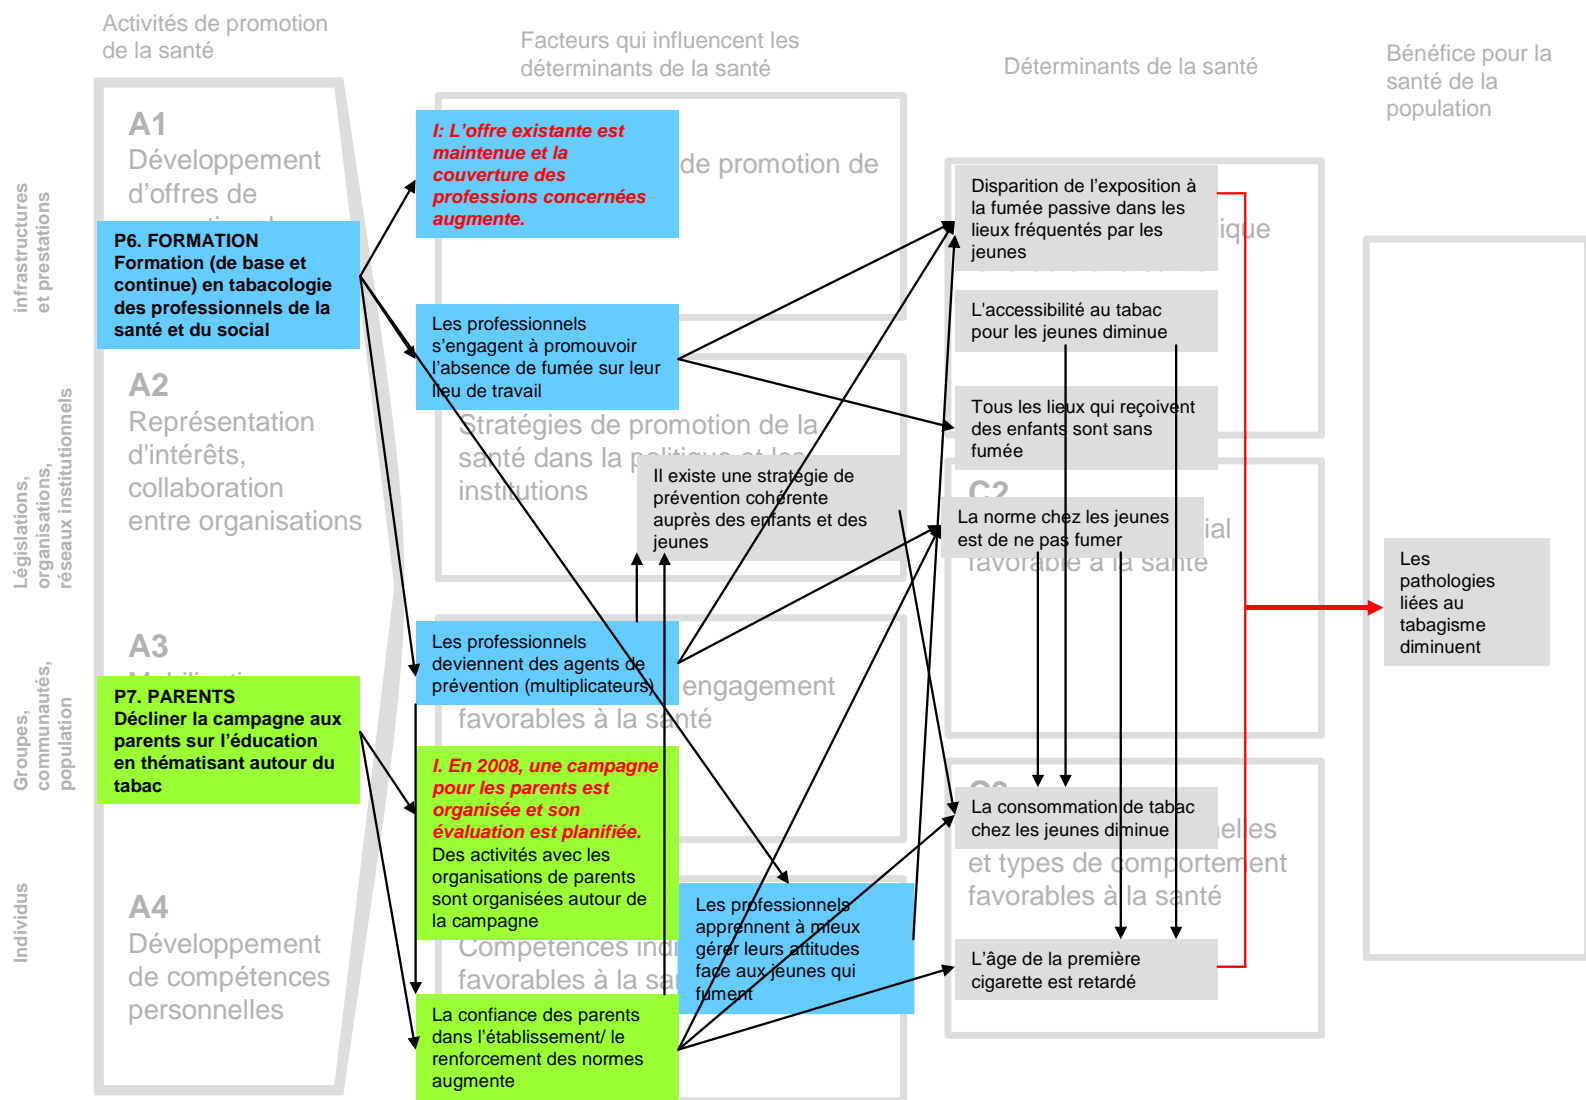 Activités de promotion
de la santé
Facteurs qui influencent les
déterminants de la santé
Déterminants de la santé
Bénéfice pour la
santé de la
population
infrastructures
et prestations
Législations,
organisations,
réseaux institutionnels
Groupes,
communautés,
population
Individus
A1
Développement
d'offres de
P6. FORMATION
Formation (de base et
continue) en tabacologie
des professionnels de la
santé et du social
A2
Représentation
d'intérêts,
collaboration
entre organisations
A3
P7. PARENTS
Décliner la campagne aux
parents sur l'éducation
en thématisant autour du
tabac
A4
Développement
de compétences
personnelles
I: L'offre existante est
maintenue et la
couverture des
professions concernées
augmente.
de promotion de
Les professionnels
s'engagent à promouvoir
l'absence de fumée sur leur
lieu de travail
Stratégies de promotion de la
santé dans la politique et les
institutions
Il existe une stratégie de
prévention cohérente
auprès des enfants et des
jeunes
Les professionnels
deviennent des agents de
prévention (multiplicateurs)
engagement
favorables à la santé
I. En 2008, une campagne
pour les parents est
organisée et son
évaluation est planifiée.
Des activités avec les
organisations de parents
sont organisées autour de
la campagne
Compétences indi
favorables à la sa
Les professionnels
apprennent à mieux
gérer leurs attitudes
face aux jeunes qui
fument
La confiance des parents
dans l'établissement/ le
renforcement des normes
augmente
Disparition de l'exposition à
la fumée passive dans les
lieux fréquentés par les
jeunes
ique
L'accessibilité au tabac
pour les jeunes diminue
Tous les lieux qui reçoivent
des enfants sont sans
fumée
C2
La norme chez les jeunes
est de ne pas fumer
ial
favorable à la santé
La consommation de tabac
chez les jeunes diminue
nelles
et types de comportement
favorables à la santé
L'âge de la première
cigarette est retardé
Les
pathologies
liées au
tabagisme
diminuent